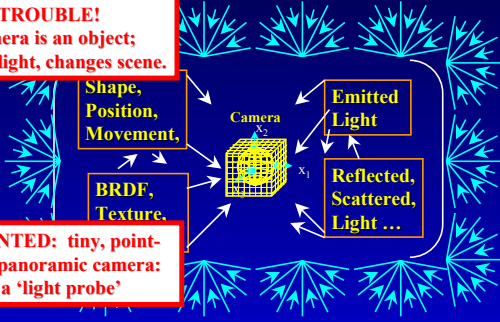 TROUBLE!
era is an object;
light, changes scene.
Shape,
Position,
Movement,
BRDF,
Texture,
NTED: tiny, point-
panoramic camera:
a ‘light probe’
Camera
x2
x1
Emitted
Light
Reflected,
Scattered,
Light …